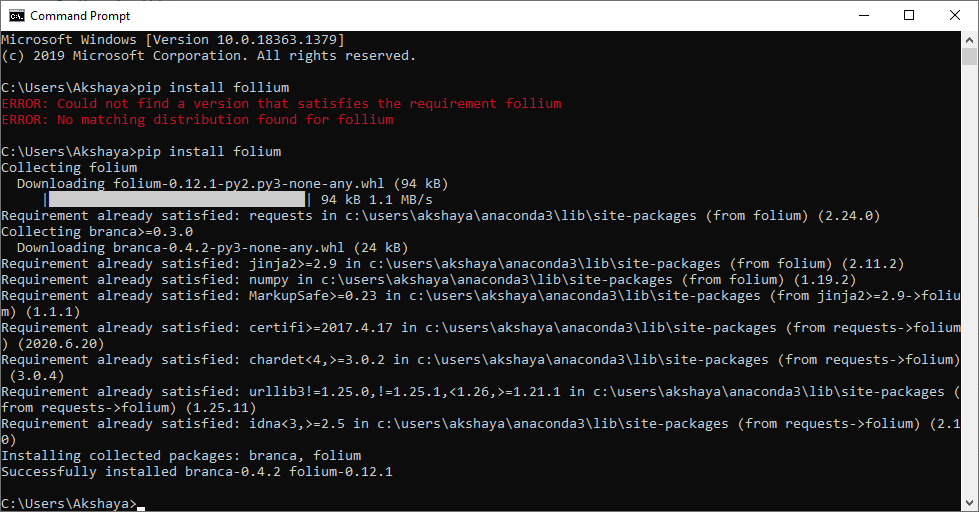 Command Prompt
Microsoft Windows [Version 10.0.18363.1379]
(c) 2019 Microsoft Corporation. All rights reserved.
C:\Users\Akshaya>pip install follium
ERROR: Could not find a version that satisfies the requirement follium
ERROR: No matching distribution found for follium
C:\Users\Akshaya>pip install folium
Collecting folium
  Downloading folium-0.12.1-py2.py3-none-any.whl (94 kB)
     |████████████████████████████████| 94 kB 1.1 MB/s
Requirement already satisfied: requests in c:\users\akshaya\anaconda3\lib\site-packages (from folium) (2.24.0)
Collecting branca>=0.3.0
  Downloading branca-0.4.2-py3-none-any.whl (24 kB)
Requirement already satisfied: jinja2>=2.9 in c:\users\akshaya\anaconda3\lib\site-packages (from folium) (2.11.2)
Requirement already satisfied: numpy in c:\users\akshaya\anaconda3\lib\site-packages (from folium) (1.19.2)
Requirement already satisfied: MarkupSafe>=0.23 in c:\users\akshaya\anaconda3\lib\site-packages (from jinja2>=2.9->foliu
m) (1.1.1)
Requirement already satisfied: certifi>=2017.4.17 in c:\users\akshaya\anaconda3\lib\site-packages (from requests->folium
) (2020.6.20)
Requirement already satisfied: chardet<4,>=3.0.2 in c:\users\akshaya\anaconda3\lib\site-packages (from requests->folium)
 (3.0.4)
Requirement already satisfied: urllib3!=1.25.0,!=1.25.1,<1.26,>=1.21.1 in c:\users\akshaya\anaconda3\lib\site-packages (
from requests->folium) (1.25.11)
Requirement already satisfied: idna<3,>=2.5 in c:\users\akshaya\anaconda3\lib\site-packages (from requests->folium) (2.1
0)
Installing collected packages: branca, folium
Successfully installed branca-0.4.2 folium-0.12.1
C:\Users\Akshaya>